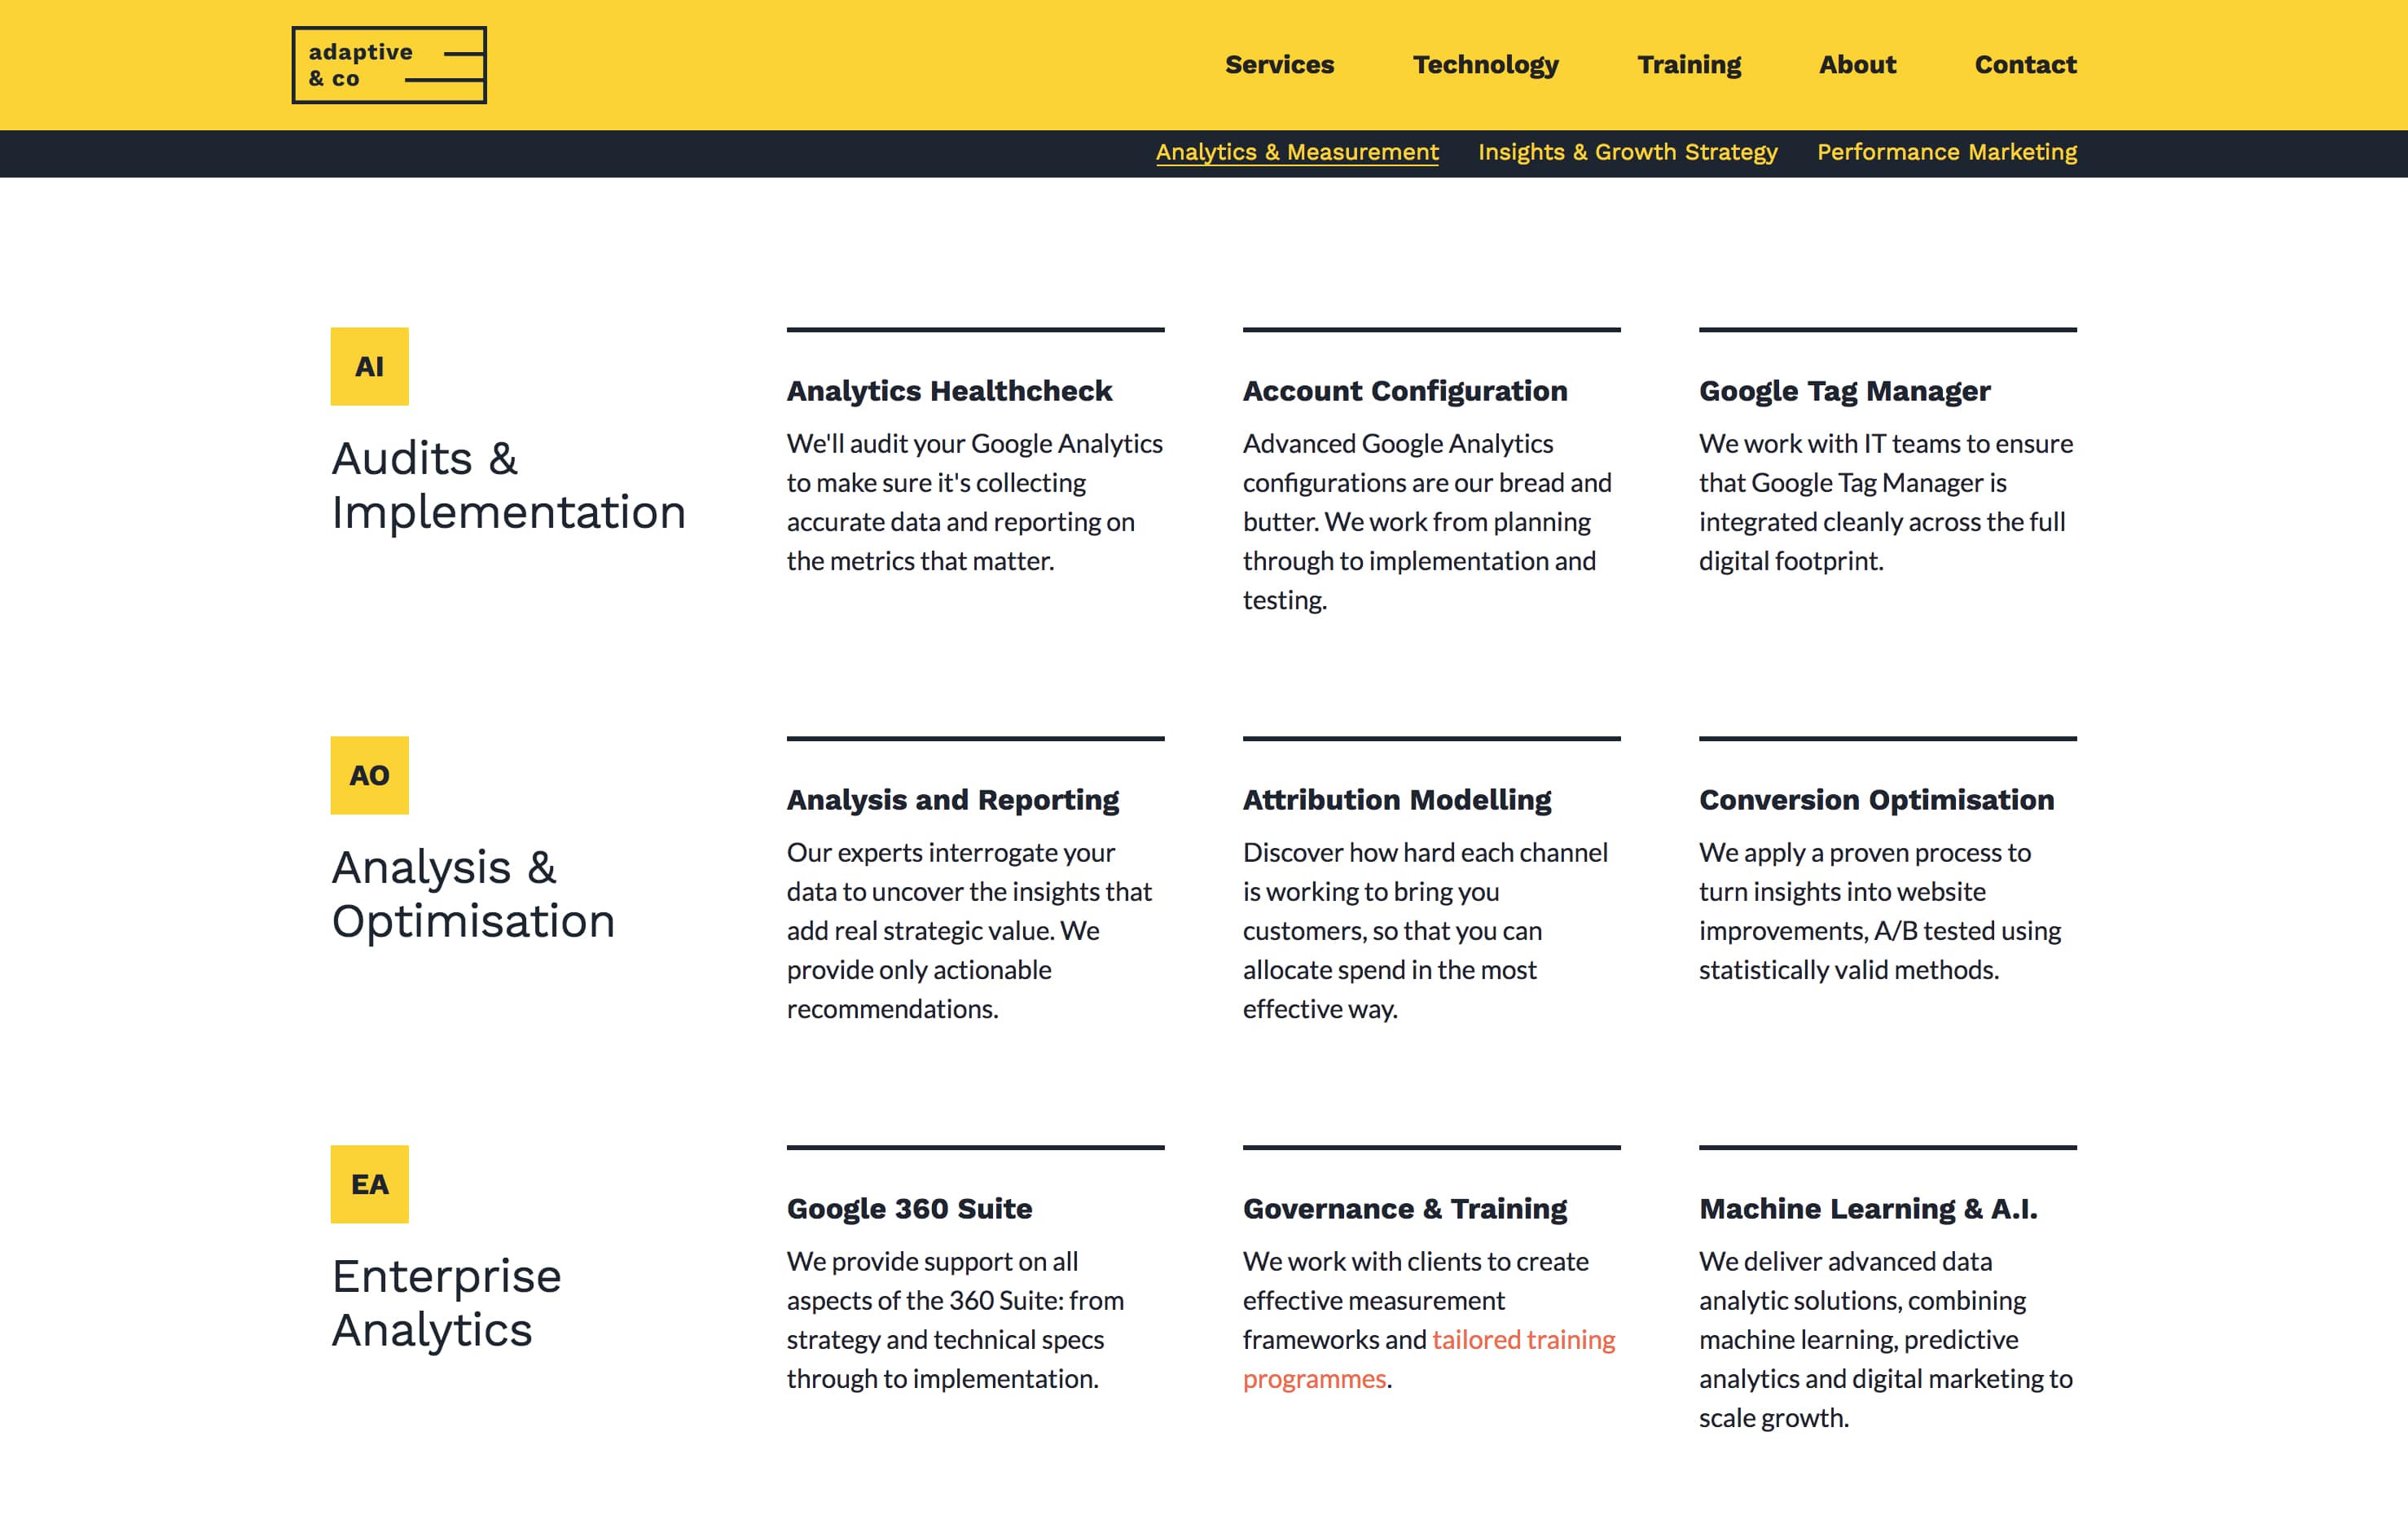 adaptive
& co
Services Technology Training About Contact
Analytics & Measurement Insights & Growth Strategy Performance Marketing
AI
Audits &
Implementation
Analytics Healthcheck
We'll audit your Google Analytics
to make sure it's collecting
accurate data and reporting on
the metrics that matter.
Account Configuration
Advanced Google Analytics
configurations are our bread and
butter. We work from planning
through to implementation and
testing.
Google Tag Manager
We work with IT teams to ensure
that Google Tag Manager is
integrated cleanly across the full
digital footprint.
AO
Analysis &
Optimisation
Analysis and Reporting
Our experts interrogate your
data to uncover the insights that
add real strategic value. We
provide only actionable
recommendations.
Attribution Modelling
Discover how hard each channel
is working to bring you
customers, so that you can
allocate spend in the most
effective way.
Conversion Optimisation
We apply a proven process to
turn insights into website
improvements, A/B tested using
statistically valid methods.
EA
Enterprise
Analytics
Google 360 Suite
We provide support on all
aspects of the 360 Suite: from
strategy and technical specs
through to implementation.
Governance & Training
We work with clients to create
effective measurement
frameworks and tailored training
programmes.
Machine Learning & A.I.
We deliver advanced data
analytic solutions, combining
machine learning, predictive
analytics and digital marketing to
scale growth.